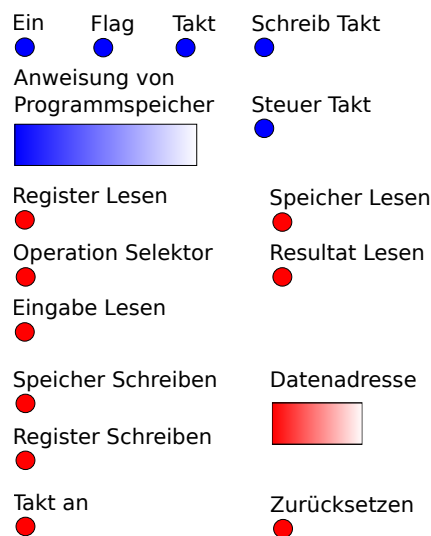 Ein Flag Takt Schreib Takt
Anweisung von
Programmspeicher Steuer Takt
Register Lesen Speicher Lesen
Operation Selektor Resultat Lesen
Eingabe Lesen
Speicher Schreiben Datenadresse
Register Schreiben
Takt an Zurücksetzen